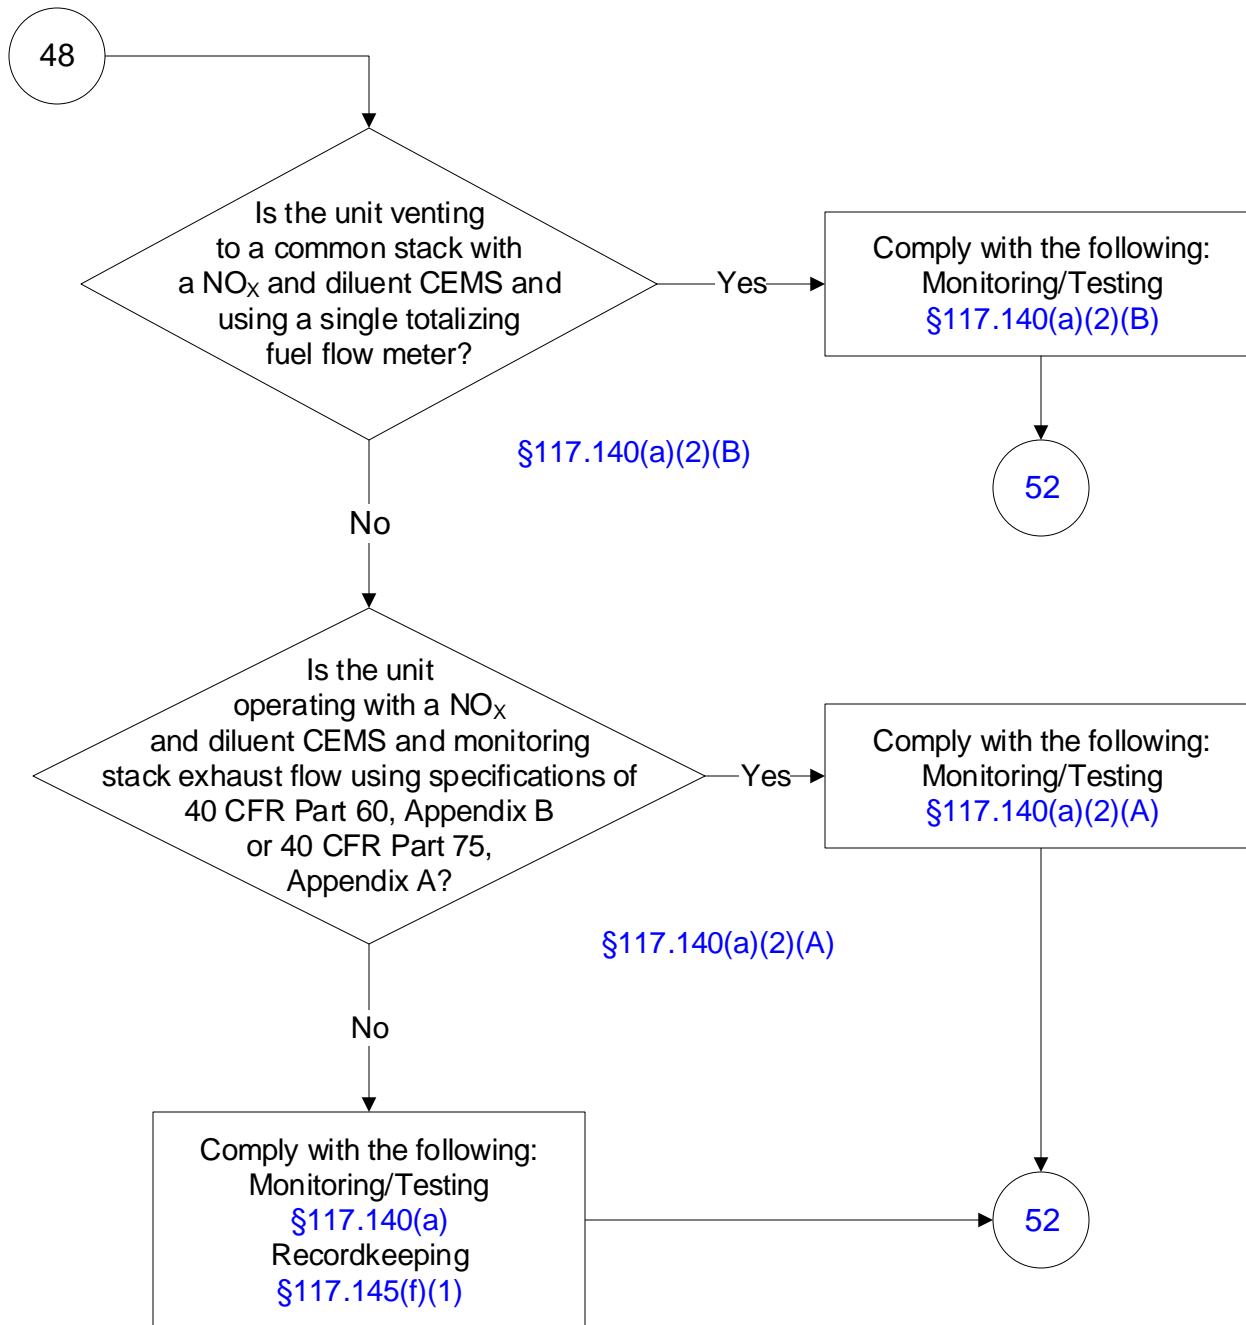 48
Is the unit venting
to a common stack with
a NOX and diluent CEMS and
using a single totalizing
fuel flow meter?
Yes
Comply with the following:
Monitoring/Testing
§117.140(a)(2)(B)
§117.140(a)(2)(B)
52
No
Is the unit
operating with a NOX
and diluent CEMS and monitoring
stack exhaust flow using specifications of
40 CFR Part 60, Appendix B
or 40 CFR Part 75,
Appendix A?
Yes
Comply with the following:
Monitoring/Testing
§117.140(a)(2)(A)
§117.140(a)(2)(A)
No
Comply with the following:
Monitoring/Testing
§117.140(a)
Recordkeeping
§117.145(f)(1)
52